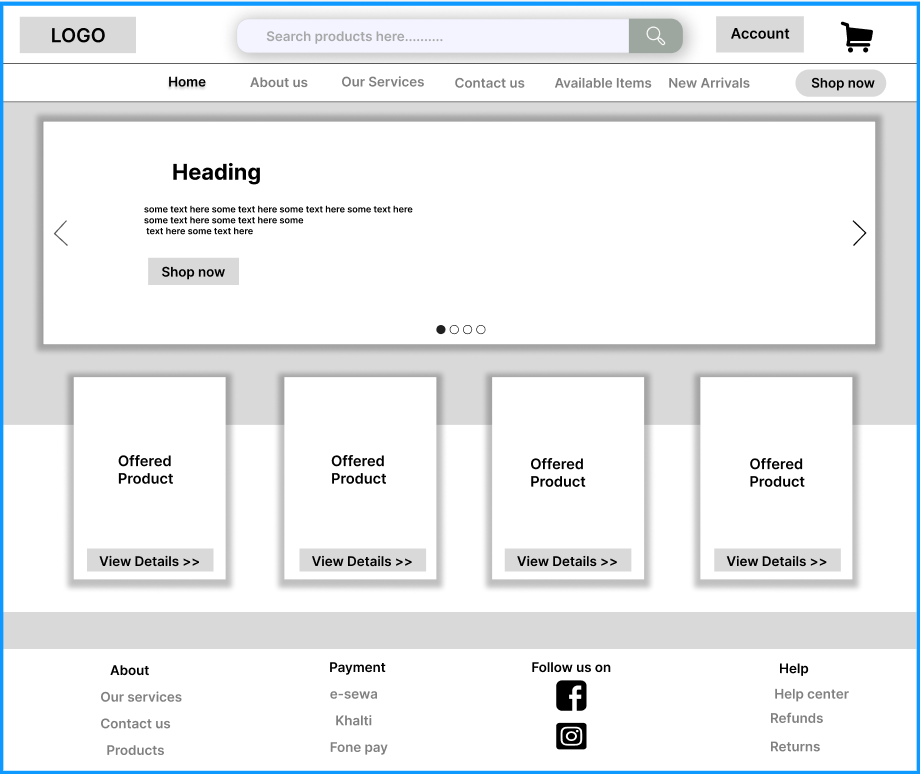 LOGO
Search products here..........
Account
Home
About us
Our Services
Contact us
Available Items
New Arrivals
Shop now
Heading
some text here some text here some text here some text here
some text here some text here some
text here some text here
Shop now
Offered
Product
View Details >>
Offered
Product
View Details >>
Offered
Product
View Details >>
Offered
Product
View Details >>
About
Our services
Contact us
Products
Payment
e-sewa
Khalti
Fone pay
Follow us on
Help
Help center
Refunds
Returns